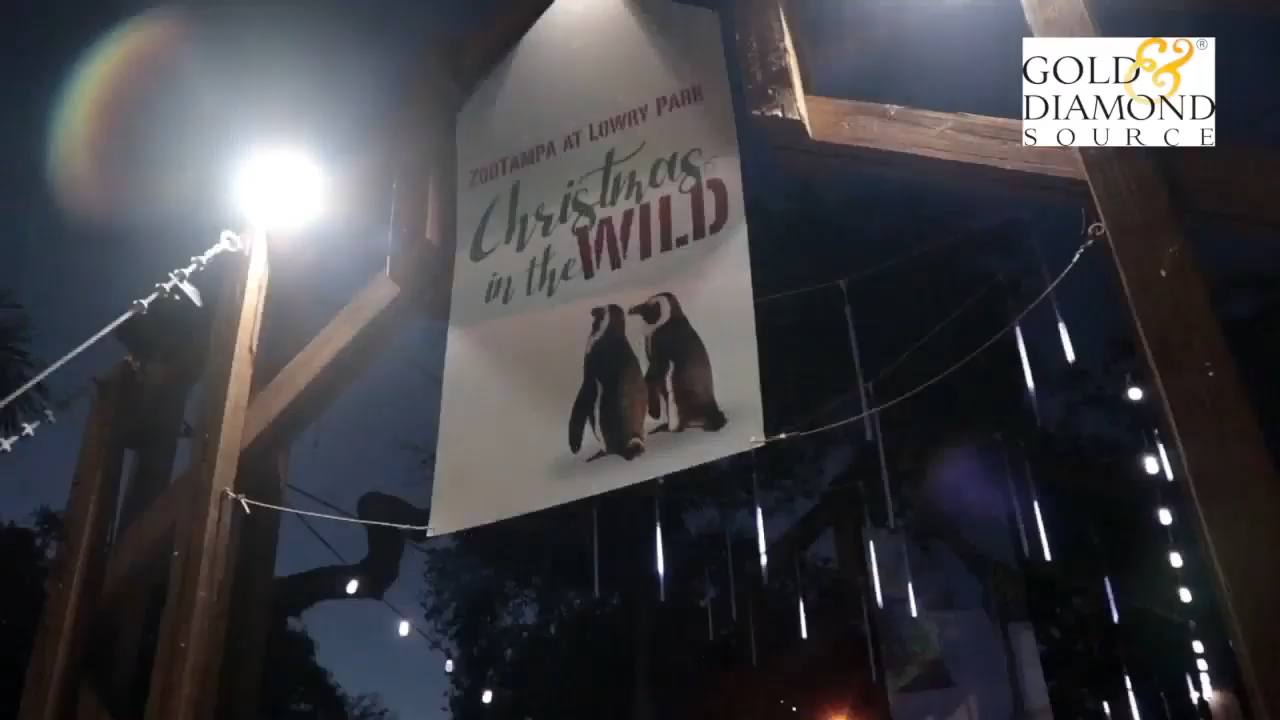 ZOOTAMPA AT LOWRY PARK
Christmas
in the WILD
GOLD &®
DIAMOND
SOURCE